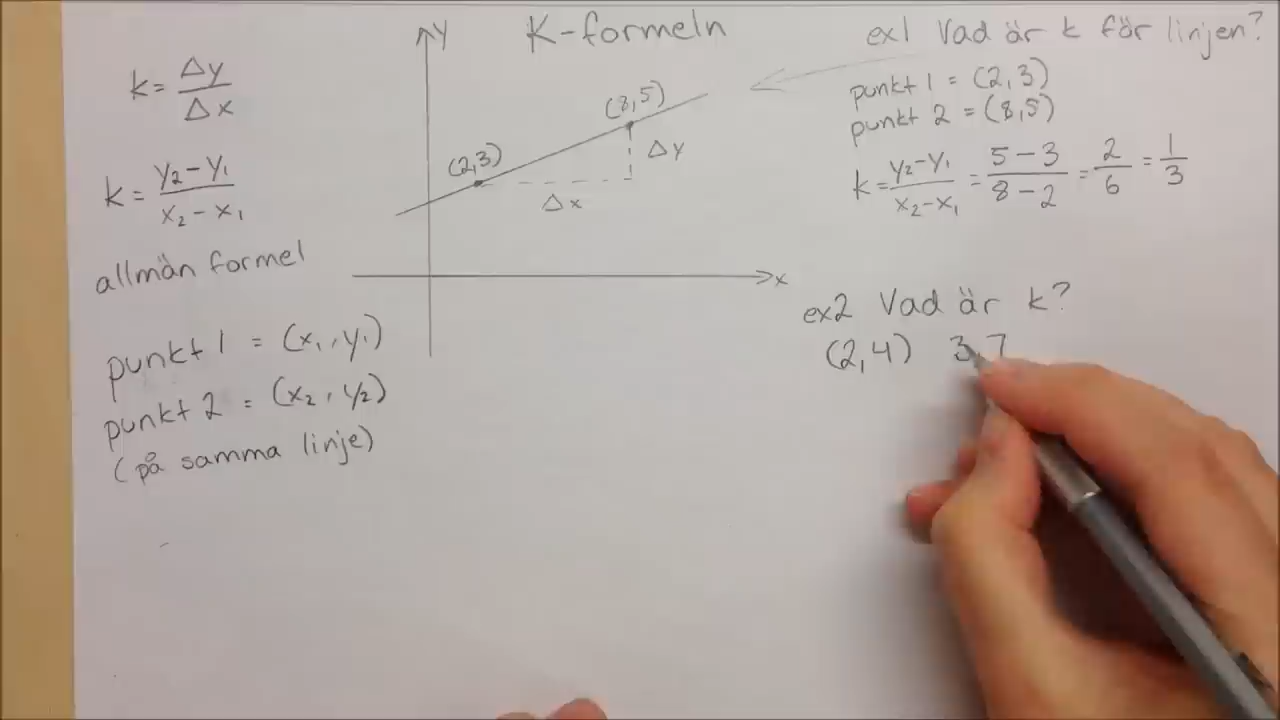 K-formeln
k = Δy/Δx
k = y₂-y₁/x₂-x₁
allmän formel
punkt 1 = (x₁, y₁)
punkt 2 = (x₂, y₂)
(på samma linje)
y
(8,5)
(2,3)
Δy
Δx
x
ex1 Vad är k för linjen?
punkt 1 = (2,3)
punkt 2 = (8,5)
k = y₂-y₁/x₂-x₁ = 5-3/8-2 = 2/6 = 1/3
ex2 Vad är k?
(2,4) 3,7